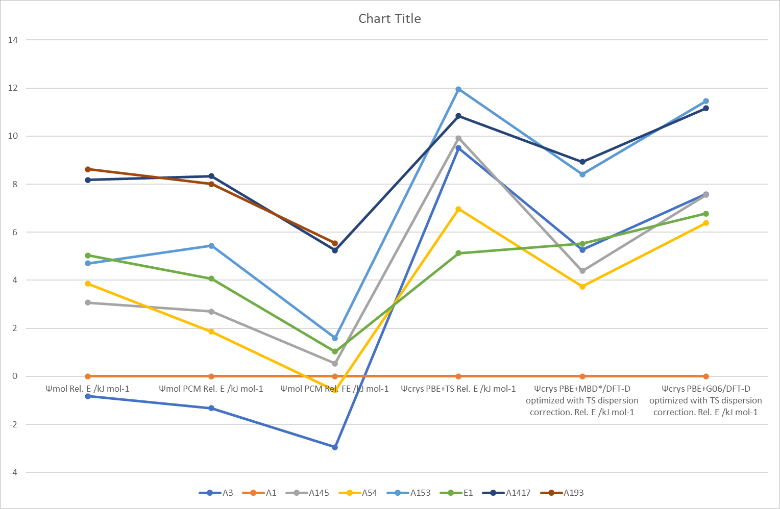 Chart Title
14
12
10
8
6
4
2
0
-2
-4
Ψmol Rel. E /kJ mol-1
Ψmol PCM Rel. E /kJ mol-1
Ψmol PCM Rel. FE /kJ mol-1
Ψcrys PBE+TS Rel. E /kJ mol-1
Ψcrys PBE+MBD*/DFT-D
optimized with TS dispersion
correction. Rel. E /kJ mol-1
Ψcrys PBE+G06/DFT-D
optimized with TS dispersion
correction. Rel. E /kJ mol-1
A3 A1 A145 A54 A153 E1 A1417 A193